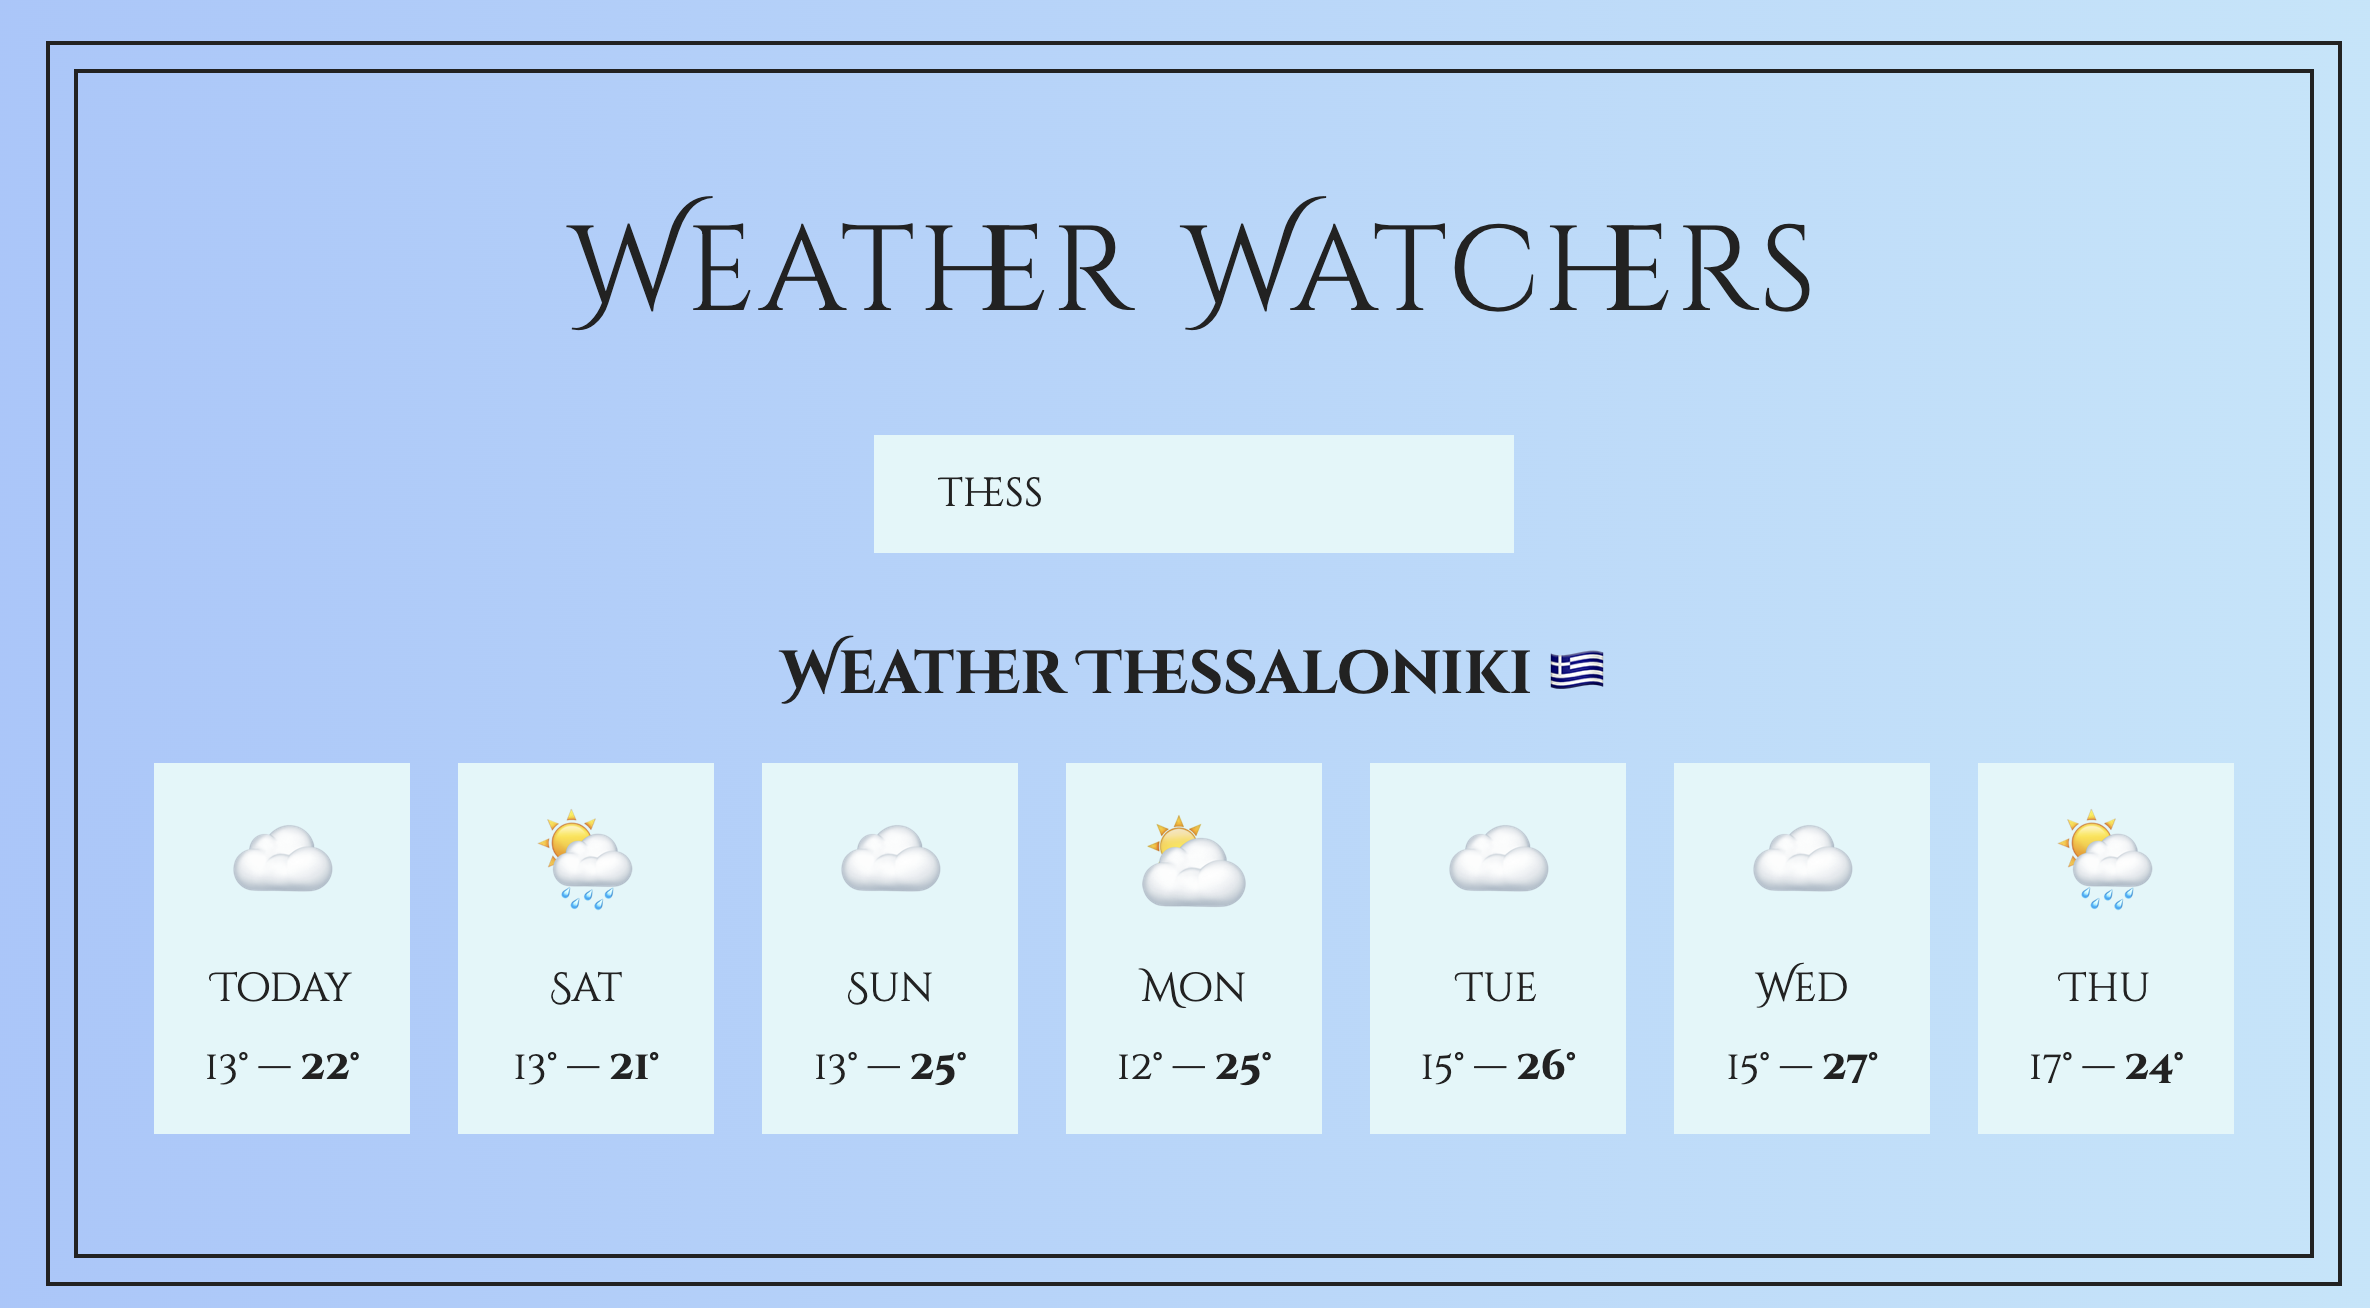 Weather Watchers
Thess
Weather Thessaloniki
Today
13° — 22°
Sat
13° — 21°
Sun
13° — 25°
Mon
12° — 25°
Tue
15° — 26°
Wed
15° — 27°
Thu
17° — 24°